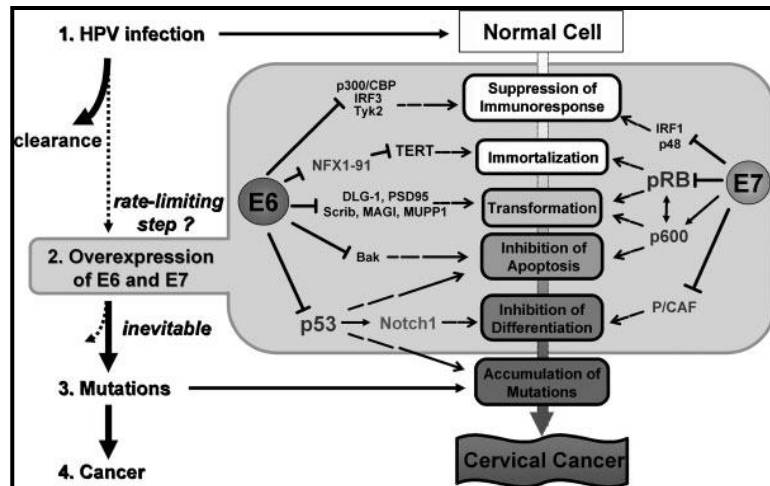 1. HPV infection
Normal Cell
clearance
rate-limiting
step ?
2. Overexpression
of E6 and E7
inevitable
3. Mutations
4. Cancer
E6
p300/CBP
IRF3
Tyk2
NFX1-91
TERT
DLG-1, PSD95
Scrib, MAGI, MUPP1
Bak
p53
Notch1
Suppression of
Immunoresponse
Immortalization
Transformation
Inhibition of
Apoptosis
Inhibition of
Differentiation
Accumulation of
Mutations
Cervical Cancer
IRF1
p48
pRB
E7
p600
P/CAF